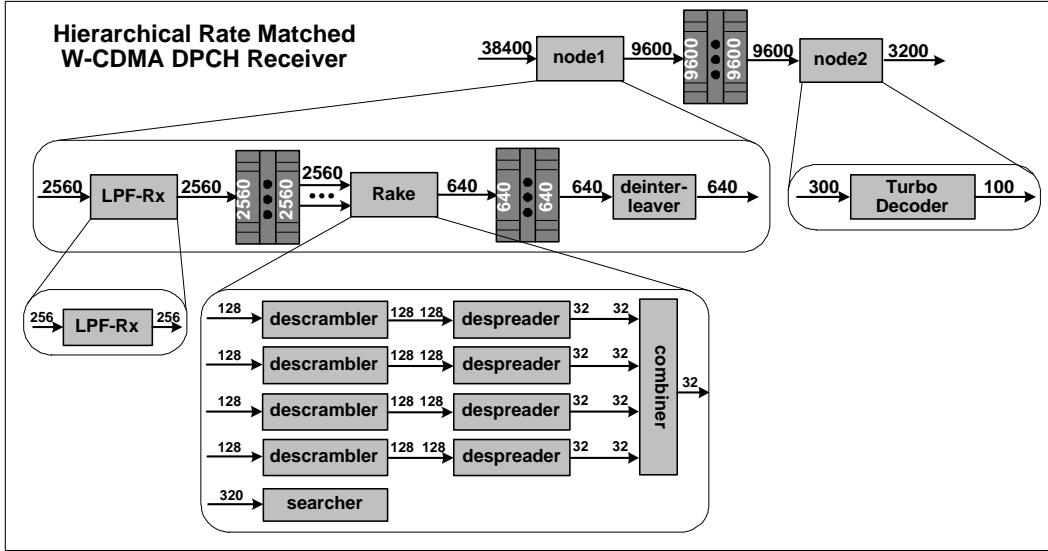 Hierarchical Rate Matched
W-CDMA DPCH Receiver
38400
node1
9600
9600
9600
9600
node2
3200
2560
LPF-Rx
2560
2560
2560
2560
Rake
640
640
640
640
deinter-
leaver
640
300
Turbo
Decoder
100
256
LPF-Rx
256
128
descrambler
128 128
despreader
32 32
128
descrambler
128 128
despreader
32 32
128
descrambler
128 128
despreader
32 32
128
descrambler
128 128
despreader
32 32
combiner
32
320
searcher